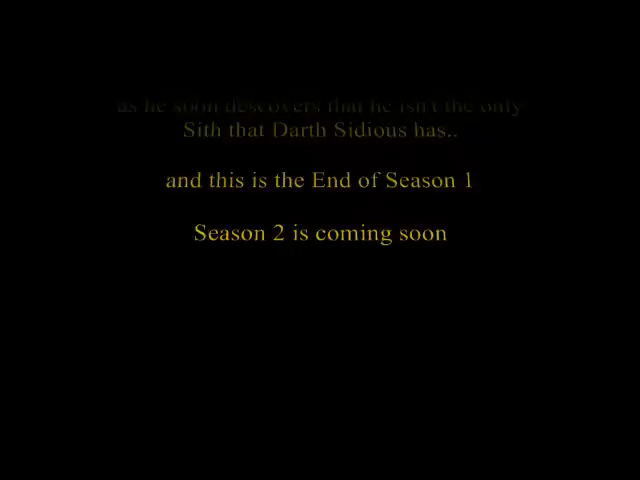 as he soon descovers that he isn't the only
Sith that Darth Sidious has..
and this is the End of Season 1
Season 2 is coming soon